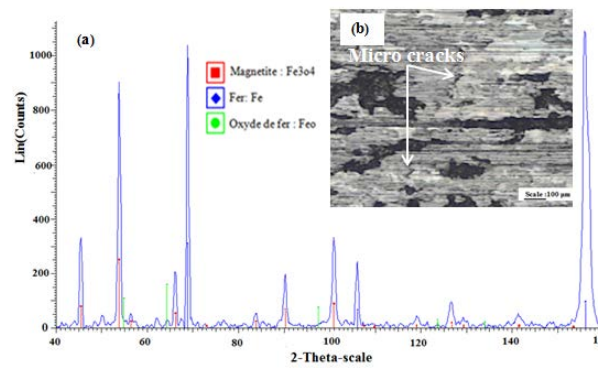 (a)
(b)
Micro cracks
Scale :100 µm
Magnetite : Fe3o4
Fer: Fe
Oxyde de fer : Feo
Lin(Counts)
1000
800
600
400
200
0
40
60
80
100
120
140
2-Theta-scale